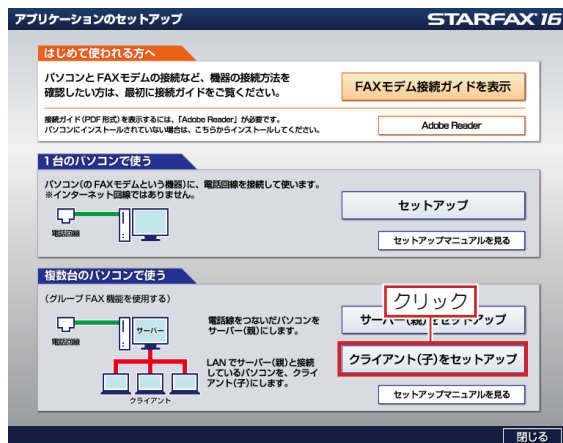 アプリケーションのセットアップ
STARFAX 16
はじめて使われる方へ
パソコンとFAXモデムの接続など、機器の接続方法を
確認したい方は、最初に接続ガイドをご覧ください。
FAXモデム接続ガイドを表示
接続ガイド(PDF形式)を表示するには、「Adobe Reader」が必要です。
パソコンにインストールされていない場合は、こちらからインストールしてください。
Adobe Reader
1台のパソコンで使う
パソコン(のFAXモデムという機器)に、電話回線を接続して使います。
※インターネット回線ではありません。
電話回線
セットアップ
セットアップマニュアルを見る
複数台のパソコンで使う
(グループFAX機能を使用する)
電話回線
サーバー
クライアント
電話線をつないだパソコンを
サーバー(親)にします。
LANでサーバー(親)と接続
しているパソコンを、クライ
アント(子)にします。
クリック
サーバー(親)をセットアップ
クライアント(子)をセットアップ
セットアップマニュアルを見る
閉じる